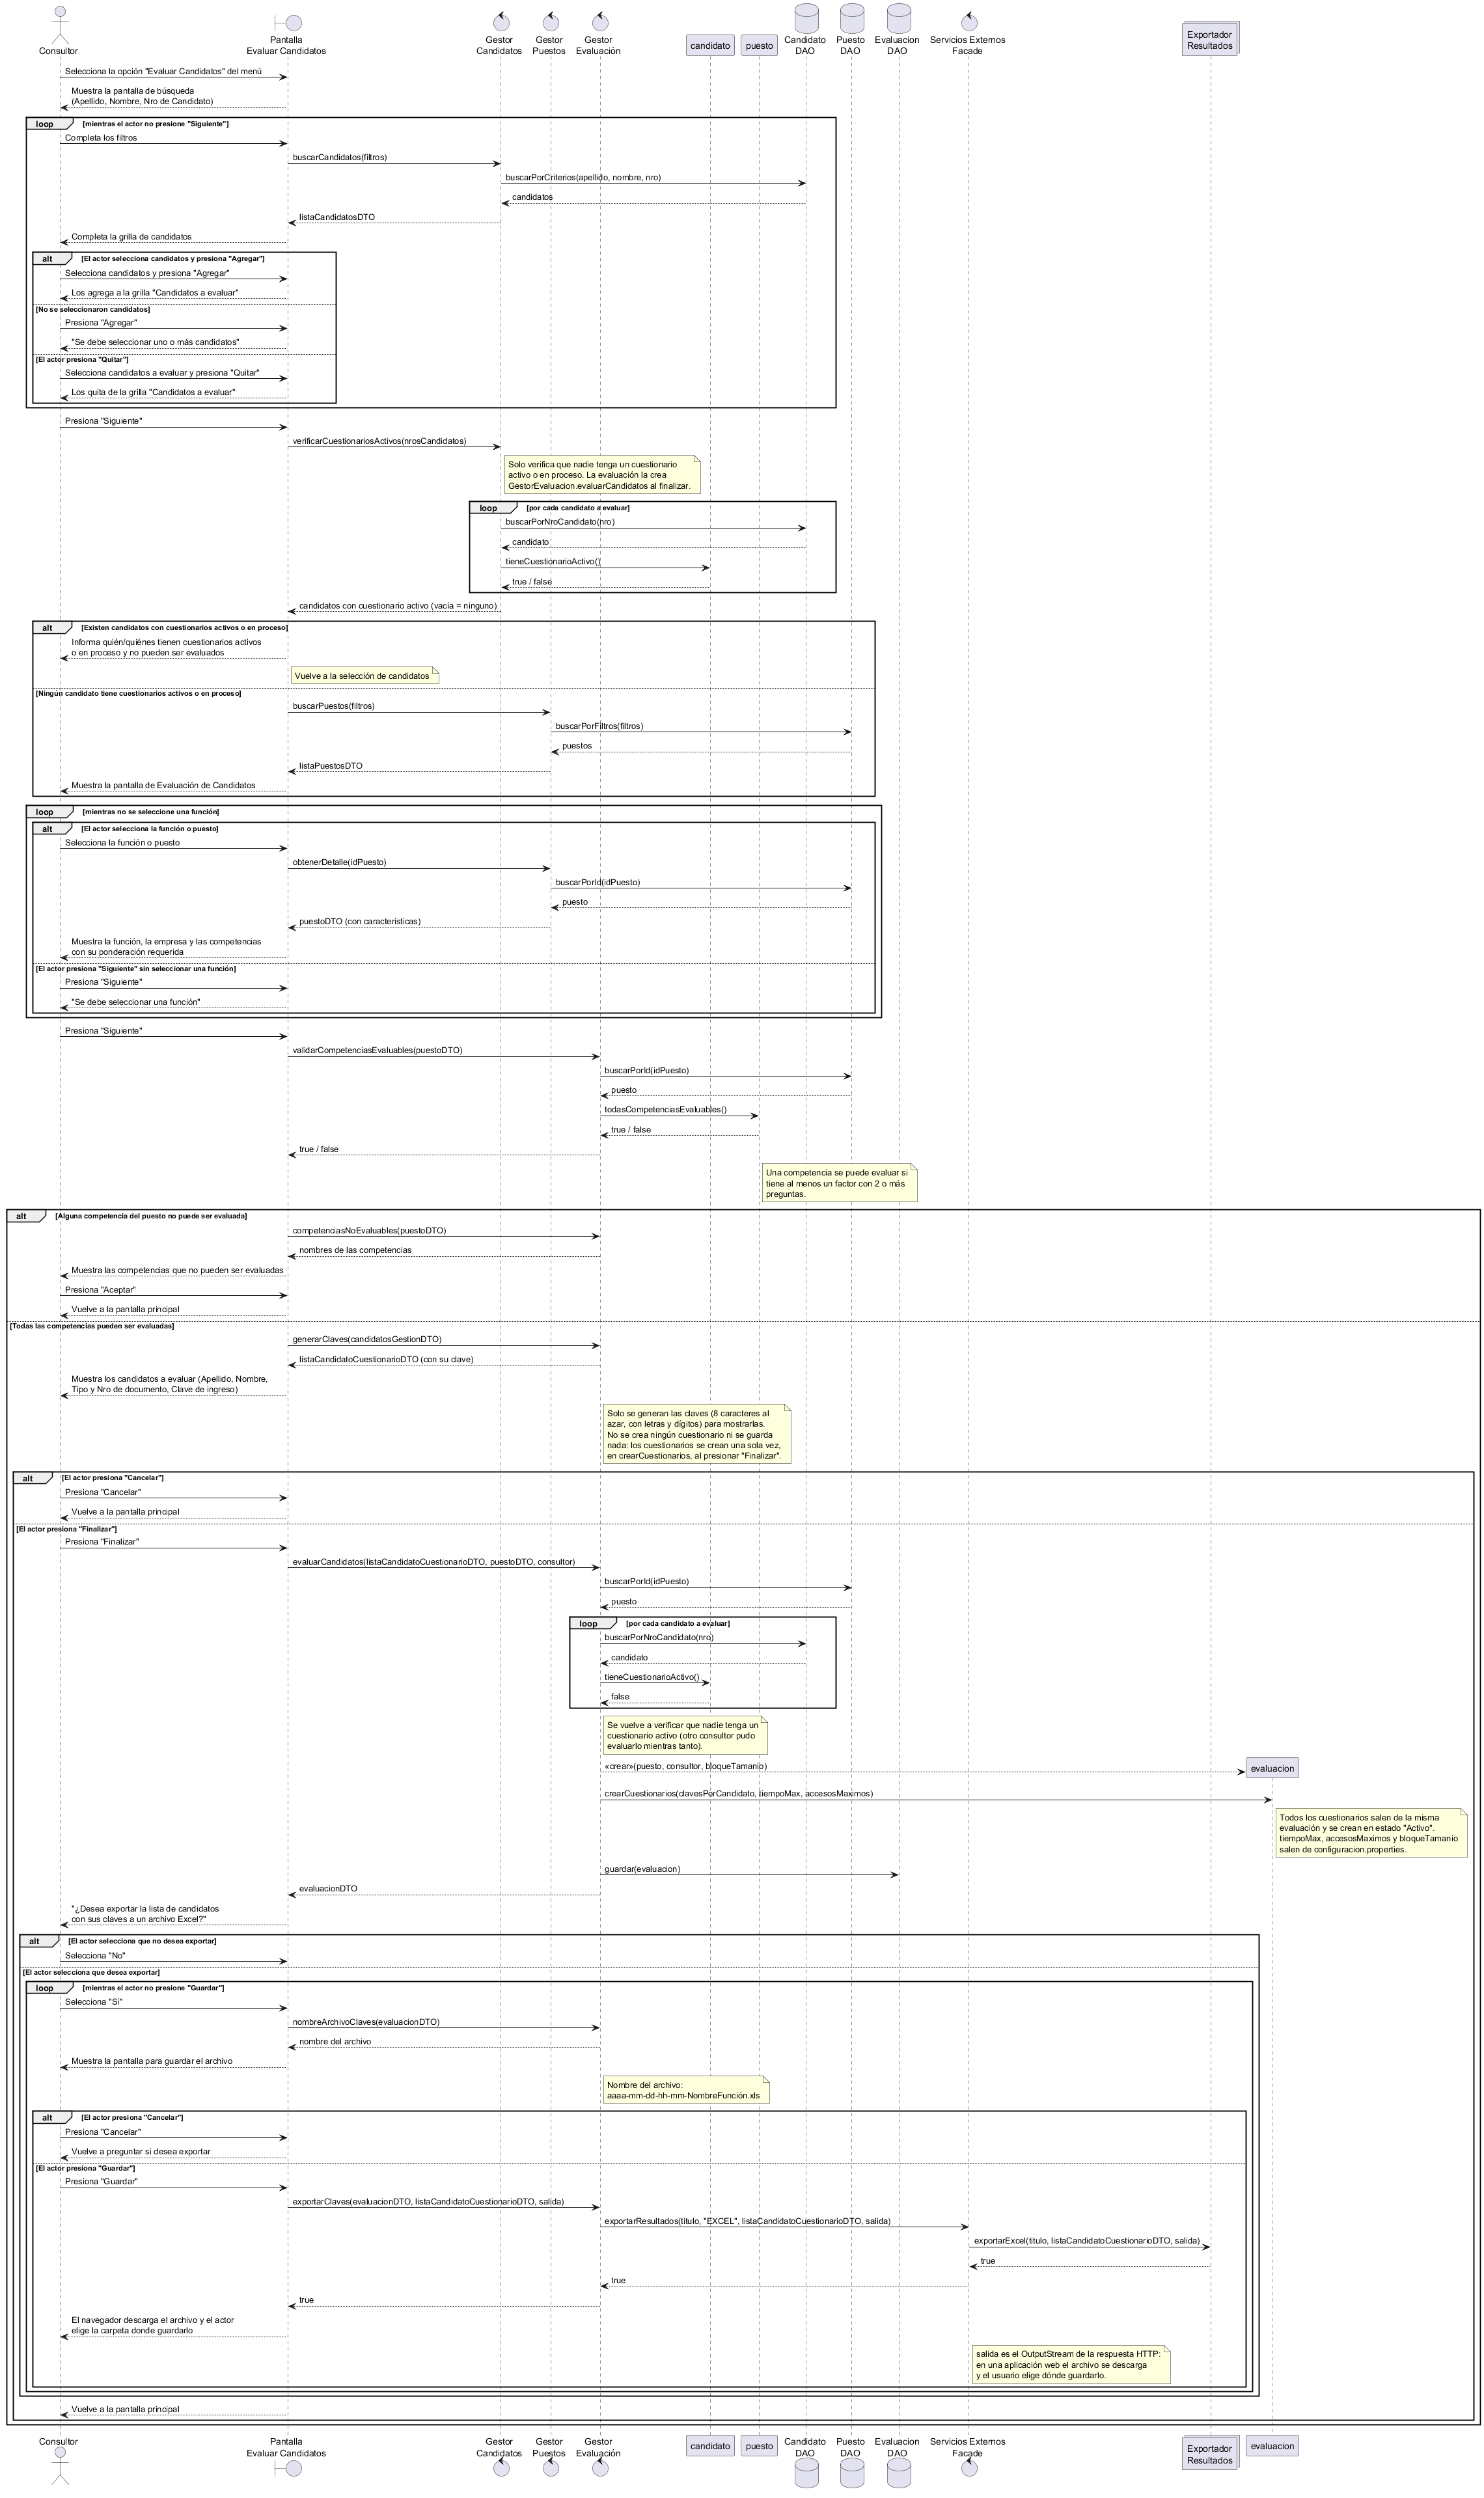 Consultor
Pantalla
Evaluar Candidatos
Gestor
Candidatos
Gestor
Puestos
Gestor
Evaluación
candidato
puesto
Candidato
DAO
Puesto
DAO
Evaluacion
DAO
Servicios Externos
Facade
Exportador
Resultados
Selecciona la opción "Evaluar Candidatos" del menú
Muestra la pantalla de búsqueda
(Apellido, Nombre, Nro de Candidato)
loop [mientras el actor no presione "Siguiente"]
Completa los filtros
buscarCandidatos(filtros)
buscarPorCriterios(apellido, nombre, nro)
candidatos
listaCandidatosDTO
Completa la grilla de candidatos
alt [El actor selecciona candidatos y presiona "Agregar"]
Selecciona candidatos y presiona "Agregar"
Los agrega a la grilla "Candidatos a evaluar"
[No se seleccionaron candidatos]
Presiona "Agregar"
"Se debe seleccionar uno o más candidatos"
[El actor presiona "Quitar"]
Selecciona candidatos a evaluar y presiona "Quitar"
Los quita de la grilla "Candidatos a evaluar"
Presiona "Siguiente"
verificarCuestionariosActivos(nrosCandidatos)
Solo verifica que nadie tenga un cuestionario
activo o en proceso. La evaluación la crea
GestorEvaluacion.evaluarCandidatos al finalizar.
loop [por cada candidato a evaluar]
buscarPorNroCandidato(nro)
candidato
tieneCuestionarioActivo()
true / false
candidatos con cuestionario activo (vacía = ninguno)
alt [Existen candidatos con cuestionarios activos o en proceso]
Informa quién/quiénes tienen cuestionarios activos
o en proceso y no pueden ser evaluados
Vuelve a la selección de candidatos
[Ningún candidato tiene cuestionarios activos o en proceso]
buscarPuestos(filtros)
buscarPorFiltros(filtros)
puestos
listaPuestosDTO
Muestra la pantalla de Evaluación de Candidatos
loop [mientras no se seleccione una función]
alt [El actor selecciona la función o puesto]
Selecciona la función o puesto
obtenerDetalle(idPuesto)
buscarPorId(idPuesto)
puesto
puestoDTO (con caracteristicas)
Muestra la función, la empresa y las competencias
con su ponderación requerida
[El actor presiona "Siguiente" sin seleccionar una función]
Presiona "Siguiente"
"Se debe seleccionar una función"
Presiona "Siguiente"
validarCompetenciasEvaluables(puestoDTO)
buscarPorId(idPuesto)
puesto
todasCompetenciasEvaluables()
true / false
true / false
Una competencia se puede evaluar si
tiene al menos un factor con 2 o más
preguntas.
alt [Alguna competencia del puesto no puede ser evaluada]
competenciasNoEvaluables(puestoDTO)
nombres de las competencias
Muestra las competencias que no pueden ser evaluadas
Presiona "Aceptar"
Vuelve a la pantalla principal
[Todas las competencias pueden ser evaluadas]
generarClaves(candidatosGestionDTO)
listaCandidatoCuestionarioDTO (con su clave)
Muestra los candidatos a evaluar (Apellido, Nombre,
Tipo y Nro de documento, Clave de ingreso)
Solo se generan las claves (8 caracteres al
azar, con letras y dígitos) para mostrarlas.
No se crea ningún cuestionario ni se guarda
nada: los cuestionarios se crean una sola vez,
en crearCuestionarios, al presionar "Finalizar".
alt [El actor presiona "Cancelar"]
Presiona "Cancelar"
Vuelve a la pantalla principal
[El actor presiona "Finalizar"]
Presiona "Finalizar"
evaluarCandidatos(listaCandidatoCuestionarioDTO, puestoDTO, consultor)
buscarPorId(idPuesto)
puesto
loop [por cada candidato a evaluar]
buscarPorNroCandidato(nro)
candidato
tieneCuestionarioActivo()
false
Se vuelve a verificar que nadie tenga un
cuestionario activo (otro consultor pudo
evaluarlo mientras tanto).
«crear»(puesto, consultor, bloqueTamanio)
evaluacion
crearCuestionarios(clavesPorCandidato, tiempoMax, accesosMaximos)
Todos los cuestionarios salen de la misma
evaluación y se crean en estado "Activo".
tiempoMax, accesosMaximos y bloqueTamanio
salen de configuracion.properties.
guardar(evaluacion)
evaluacionDTO
"¿Desea exportar la lista de candidatos
con sus claves a un archivo Excel?"
alt [El actor selecciona que no desea exportar]
Selecciona "No"
[El actor selecciona que desea exportar]
loop [mientras el actor no presione "Guardar"]
Selecciona "Sí"
nombreArchivoClaves(evaluacionDTO)
nombre del archivo
Muestra la pantalla para guardar el archivo
Nombre del archivo:
aaaa-mm-dd-hh-mm-NombreFunción.xls
alt [El actor presiona "Cancelar"]
Presiona "Cancelar"
Vuelve a preguntar si desea exportar
[El actor presiona "Guardar"]
Presiona "Guardar"
exportarClaves(evaluacionDTO, listaCandidatoCuestionarioDTO, salida)
exportarResultados(titulo, "EXCEL", listaCandidatoCuestionarioDTO, salida)
exportarExcel(titulo, listaCandidatoCuestionarioDTO, salida)
true
true
true
El navegador descarga el archivo y el actor
elige la carpeta donde guardarlo
salida es el OutputStream de la respuesta HTTP:
en una aplicación web el archivo se descarga
y el usuario elige dónde guardarlo.
Vuelve a la pantalla principal
Consultor
Pantalla
Evaluar Candidatos
Gestor
Candidatos
Gestor
Puestos
Gestor
Evaluación
candidato
puesto
Candidato
DAO
Puesto
DAO
Evaluacion
DAO
Servicios Externos
Facade
Exportador
Resultados
evaluacion